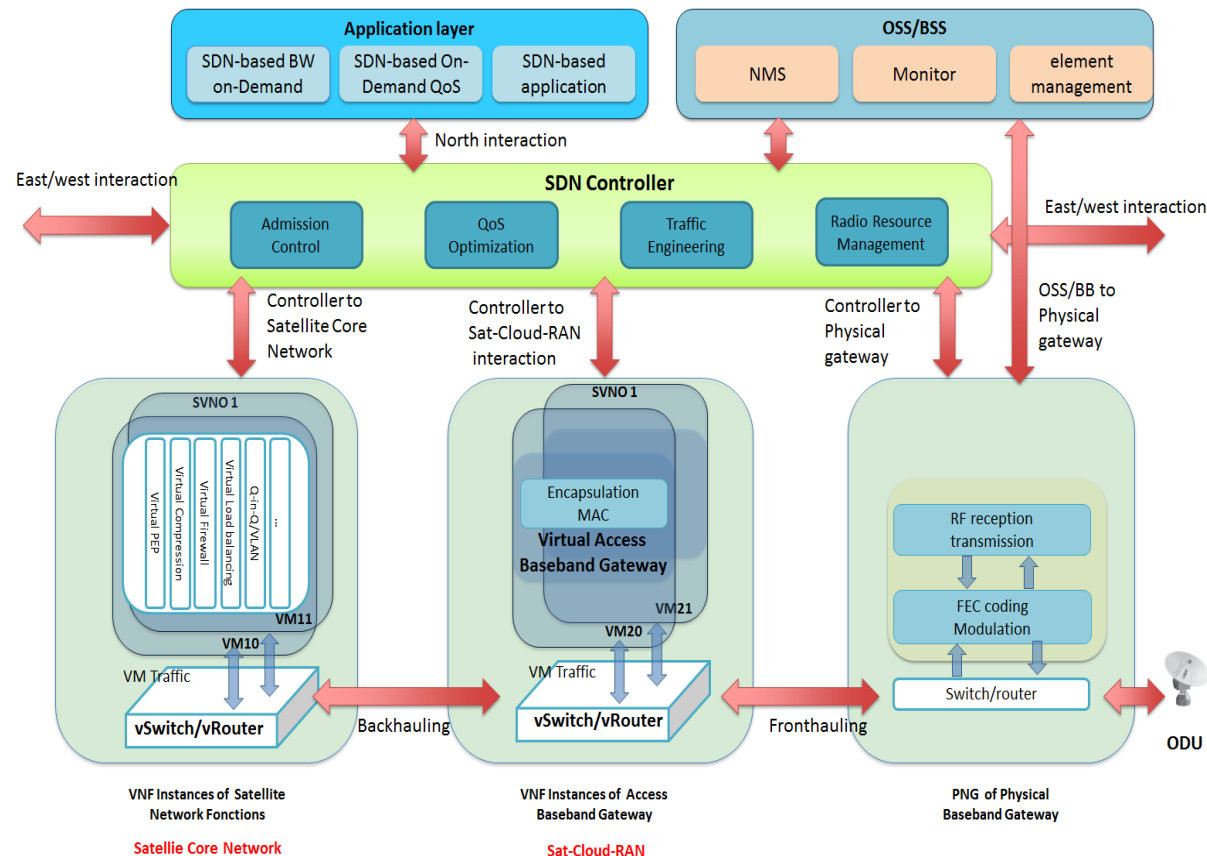 Application layer
SDN-based BW
on-Demand
SDN-based On-
Demand QoS
SDN-based
application
OSS/BSS
NMS
Monitor
element
management
North interaction
East/west interaction
SDN Controller
Admission
Control
QoS
Optimization
Traffic
Engineering
Radio Resource
Management
East/west interaction
Controller to
Satellite Core
Network
Controller to
Sat-Cloud-RAN
interaction
Controller to
Physical
gateway
OSS/BB to
Physical
gateway
SVNO 1
Virtual PEP
Virtual Compression
Virtual Firewall
Virtual Load balancing
Q-in-Q/VLAN
...
VM11
VM10
VM Traffic
vSwitch/vRouter
Backhauling
SVNO 1
Encapsulation
MAC
Virtual Access
Baseband Gateway
VM21
VM20
VM Traffic
vSwitch/vRouter
Fronthauling
RF reception
transmission
FEC coding
Modulation
Switch/router
ODU
VNF Instances of Satellite
Network Fonctions
Satellie Core Network
VNF Instances of Access
Baseband Gateway
Sat-Cloud-RAN
PNG of Physical
Baseband Gateway